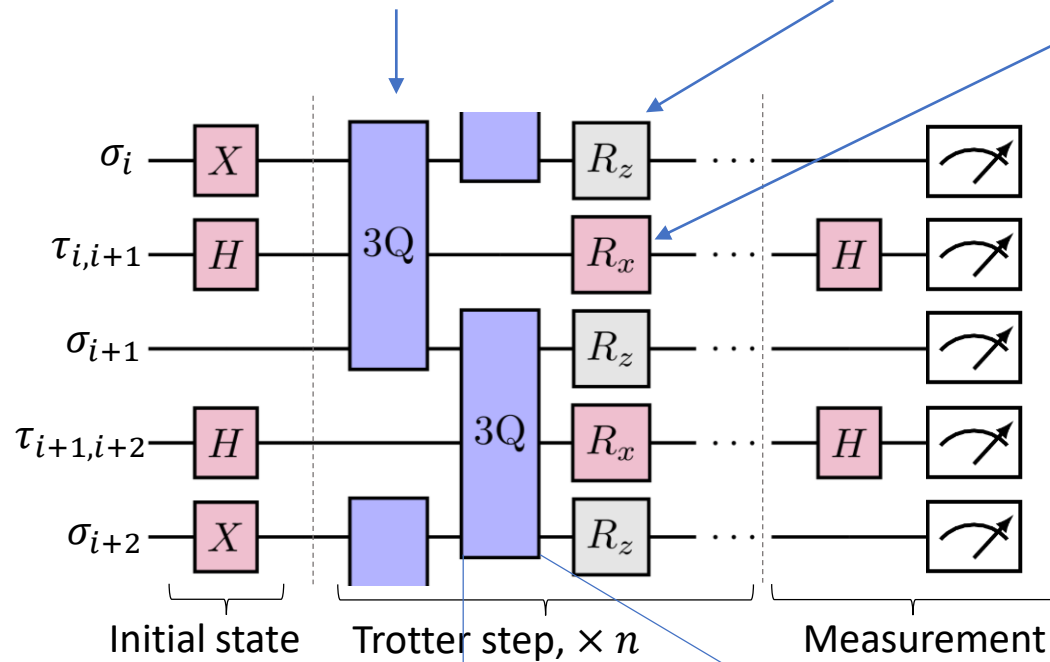 σ_i X R_z ···
τ_{i,i+1} H 3Q R_x ··· H
σ_{i+1} R_z ···
τ_{i+1,i+2} H 3Q R_x ··· H
σ_{i+2} X R_z ···
Initial state Trotter step, × n Measurement